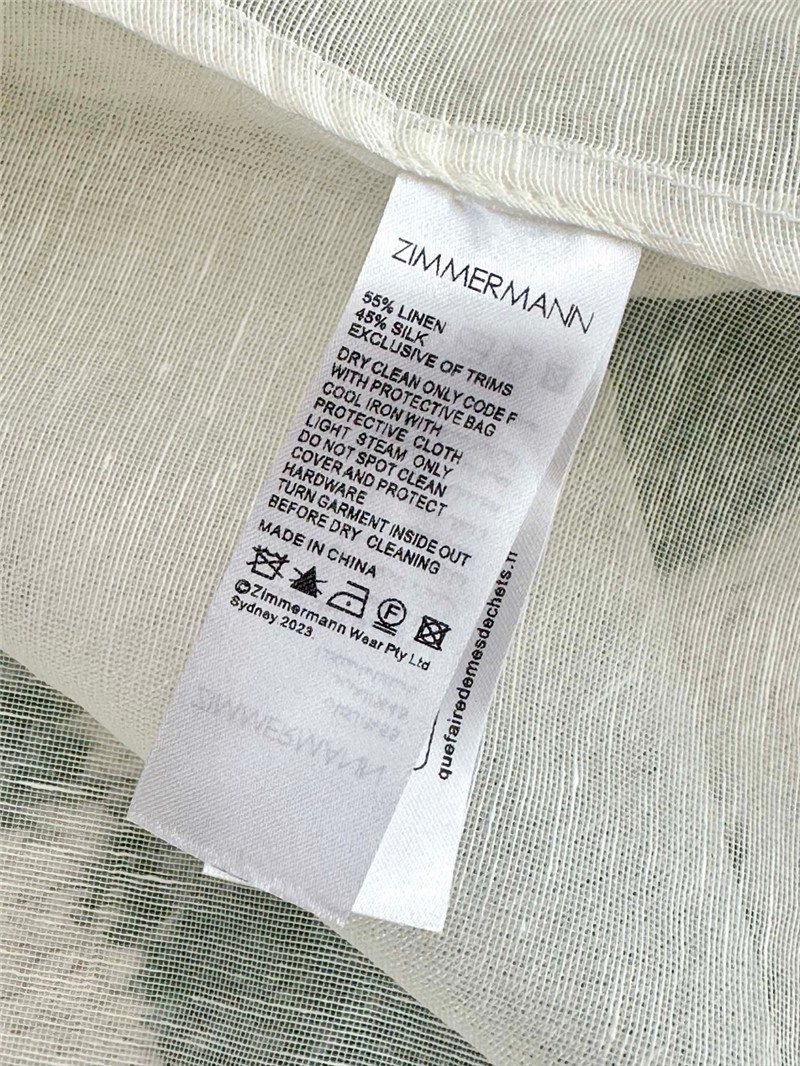 ZIMMERMANN
55% LINEN
45% SILK
EXCLUSIVE OF TRIMS
DRY CLEAN ONLY CODE F
WITH PROTECTIVE BAG
COOL IRON WITH
PROTECTIVE CLOTH
LIGHT STEAM ONLY
DO NOT SPOT CLEAN
COVER AND PROTECT
HARDWARE
TURN GARMENT INSIDE OUT
BEFORE DRY CLEANING
MADE IN CHINA
F
©Zimmermann Wear Pty Ltd
Sydney 2023
quefairedemesdechets.fr